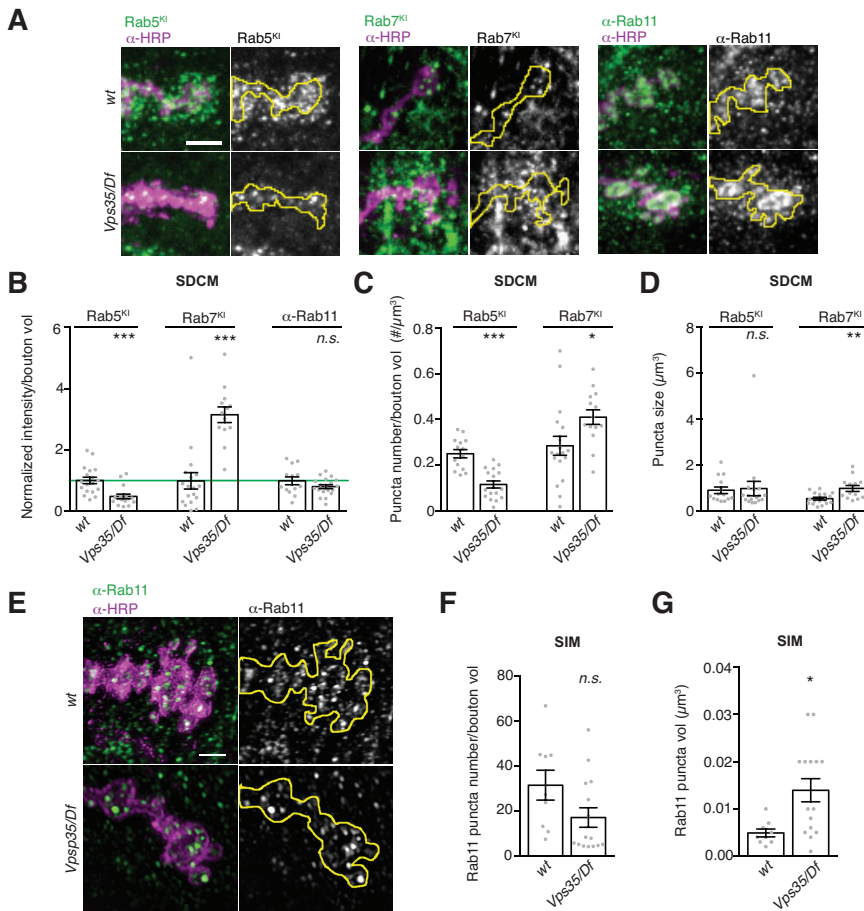 A
Rab5KI
α-HRP
Rab5KI
Rab7KI
α-HRP
Rab7KI
α-Rab11
α-HRP
α-Rab11
wt
Vps35/Df
B
SDCM
Rab5KI
Rab7KI
α-Rab11
***
***
n.s.
Normalized intensity/bouton vol
6
4
2
0
wt
Vps35/Df
wt
Vps35/Df
wt
Vps35/Df
C
SDCM
Rab5KI
Rab7KI
***
*
Puncta number/bouton vol (#/µm³)
0.8
0.6
0.4
0.2
0
wt
Vps35/Df
wt
Vps35/Df
D
SDCM
Rab5KI
Rab7KI
n.s.
**
Puncta size (µm³)
8
6
4
2
0
wt
Vps35/Df
wt
Vps35/Df
E
α-Rab11
α-HRP
α-Rab11
wt
Vpsp35/Df
F
SIM
n.s.
Rab11 puncta number/bouton vol
80
60
40
20
0
wt
Vps35/Df
G
SIM
*
Rab11 puncta vol (µm³)
0.04
0.03
0.02
0.01
0.00
wt
Vps35/Df